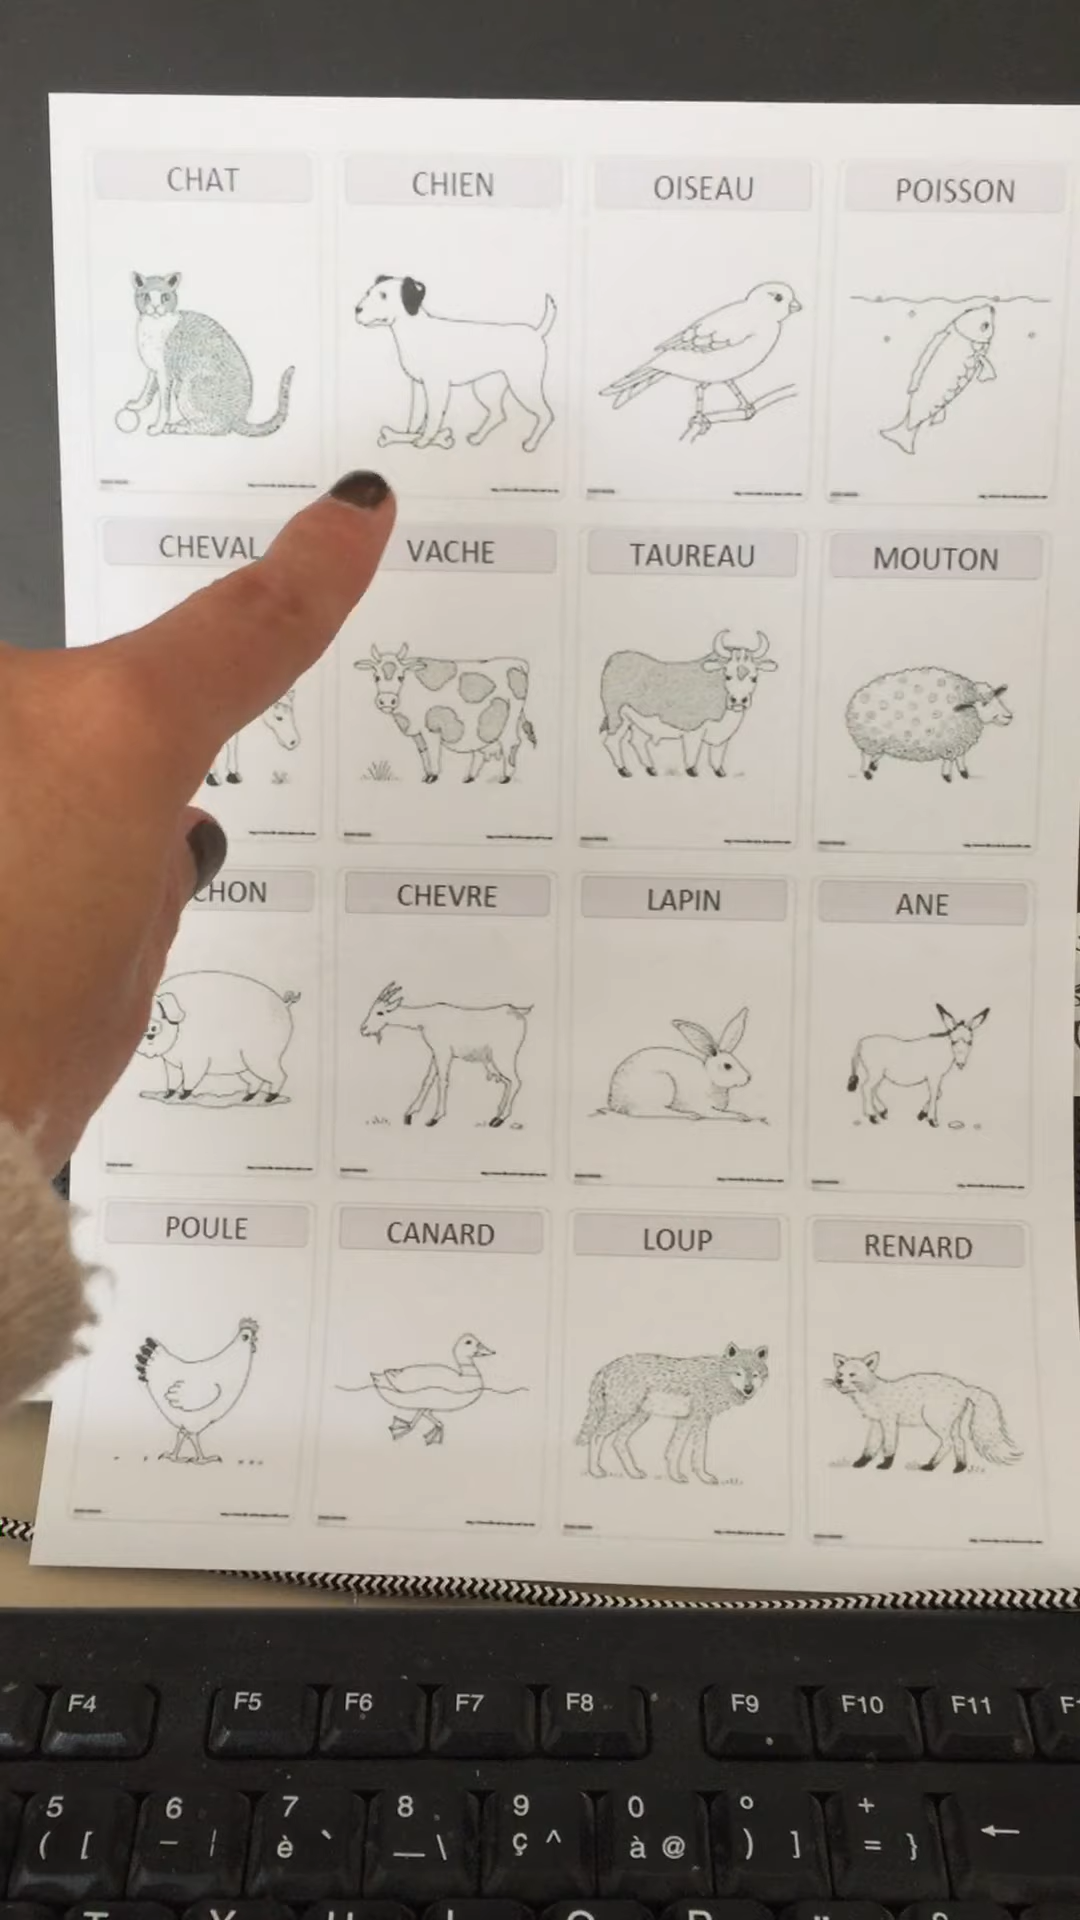 CHAT CHIEN OISEAU POISSON
CHEVAL VACHE TAUREAU MOUTON
CHON CHEVRE LAPIN ANE
POULE CANARD LOUP RENARD
F4 F5 F6 F7 F8 F9 F10 F11
5 6 7 8 9 0 ° +
( [ - | è ` _ \ ç ^ à @ ) ] = } ←